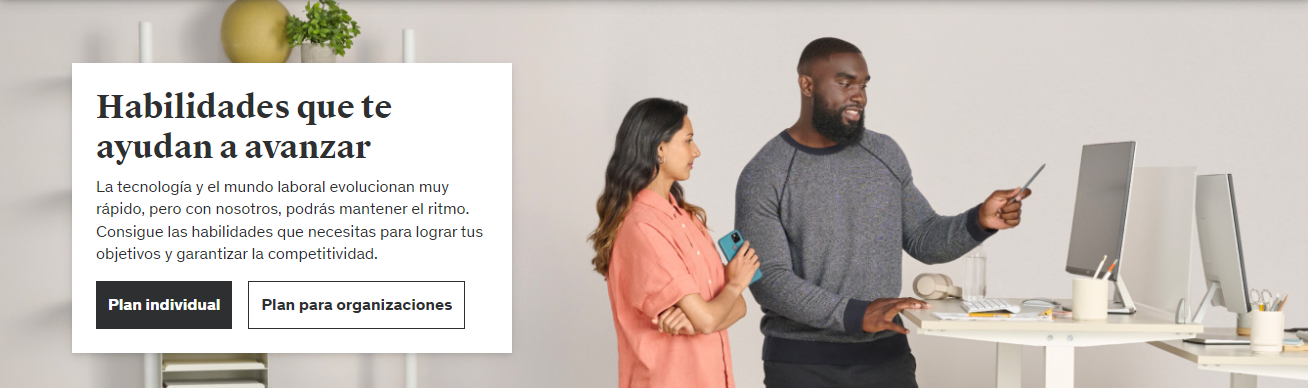 Habilidades que te
ayudan a avanzar
La tecnología y el mundo laboral evolucionan muy
rápido, pero con nosotros, podrás mantener el ritmo.
Consigue las habilidades que necesitas para lograr tus
objetivos y garantizar la competitividad.
Plan individual
Plan para organizaciones